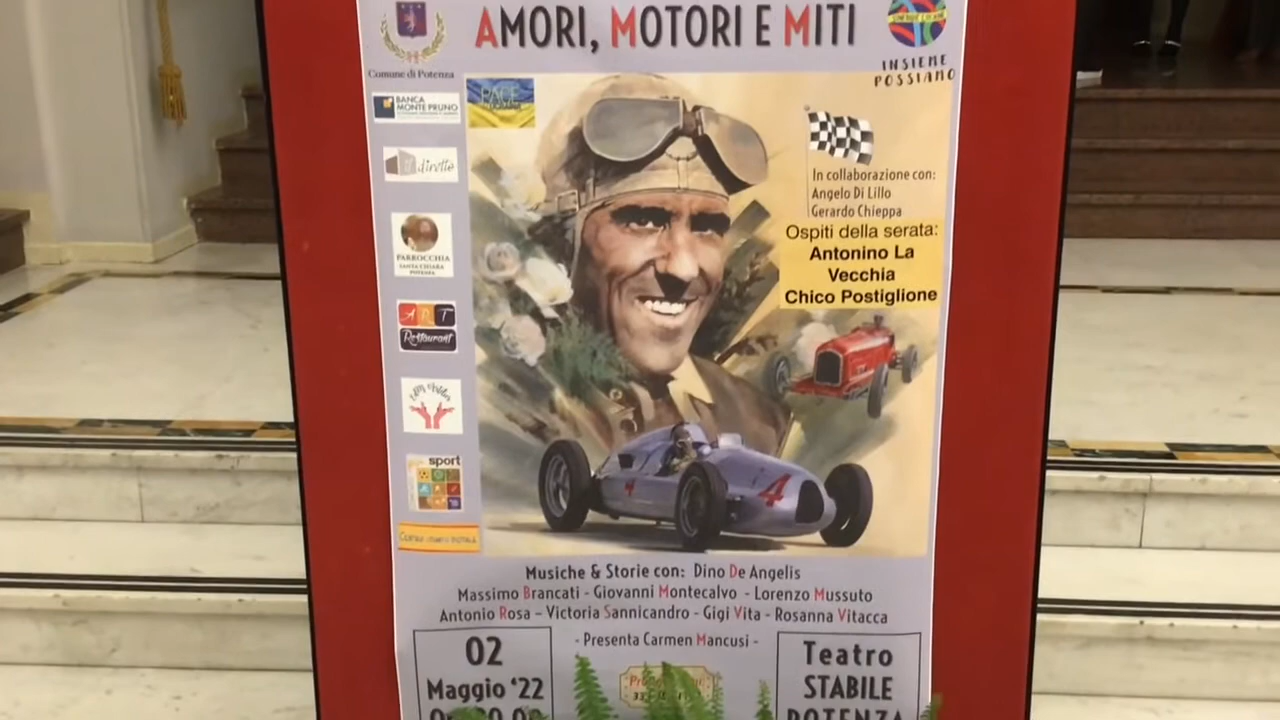 AMORI, MOTORI E MITI
Comune di Potenza
INSIEME
POSSIAMO
BANCA
MONTE PRUNO
PACE
In collaborazione con:
Angelo Di Lillo
Gerardo Chieppa
Ospiti della serata:
Antonino La
Vecchia
Chico Postiglione
PARROCCHIA
SANTA CHIARA
POTENZA
ART
Restaurant
sport
4
Musiche & Storie con: Dino De Angelis
Massimo Brancati - Giovanni Montecalvo - Lorenzo Mussuto
Antonio Rosa - Victoria Sannicandro - Gigi Vita - Rosanna Vitacca
- Presenta Carmen Mancusi -
02
Maggio '22
Teatro
STABILE
POTENZA